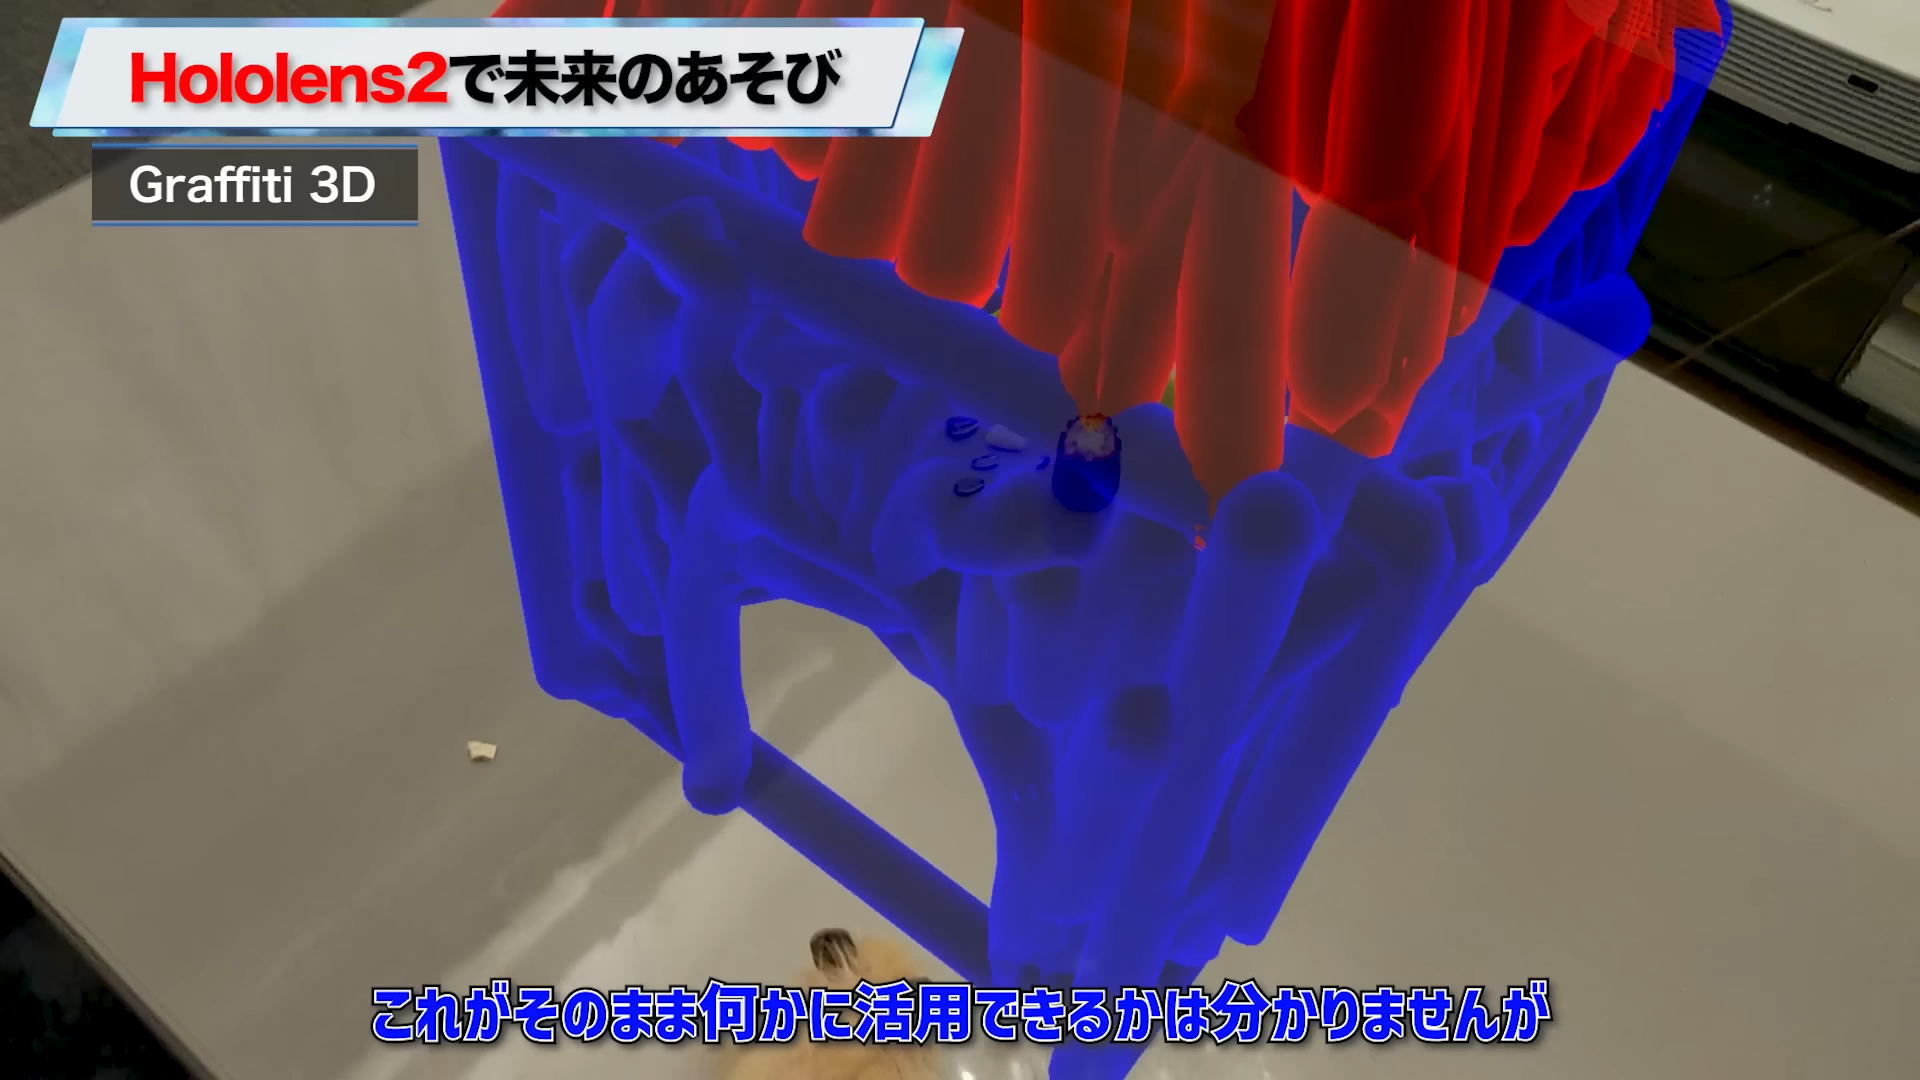 Hololens2で未来のあそび
Graffiti 3D
これがそのまま何かに活用できるかは分かりませんが